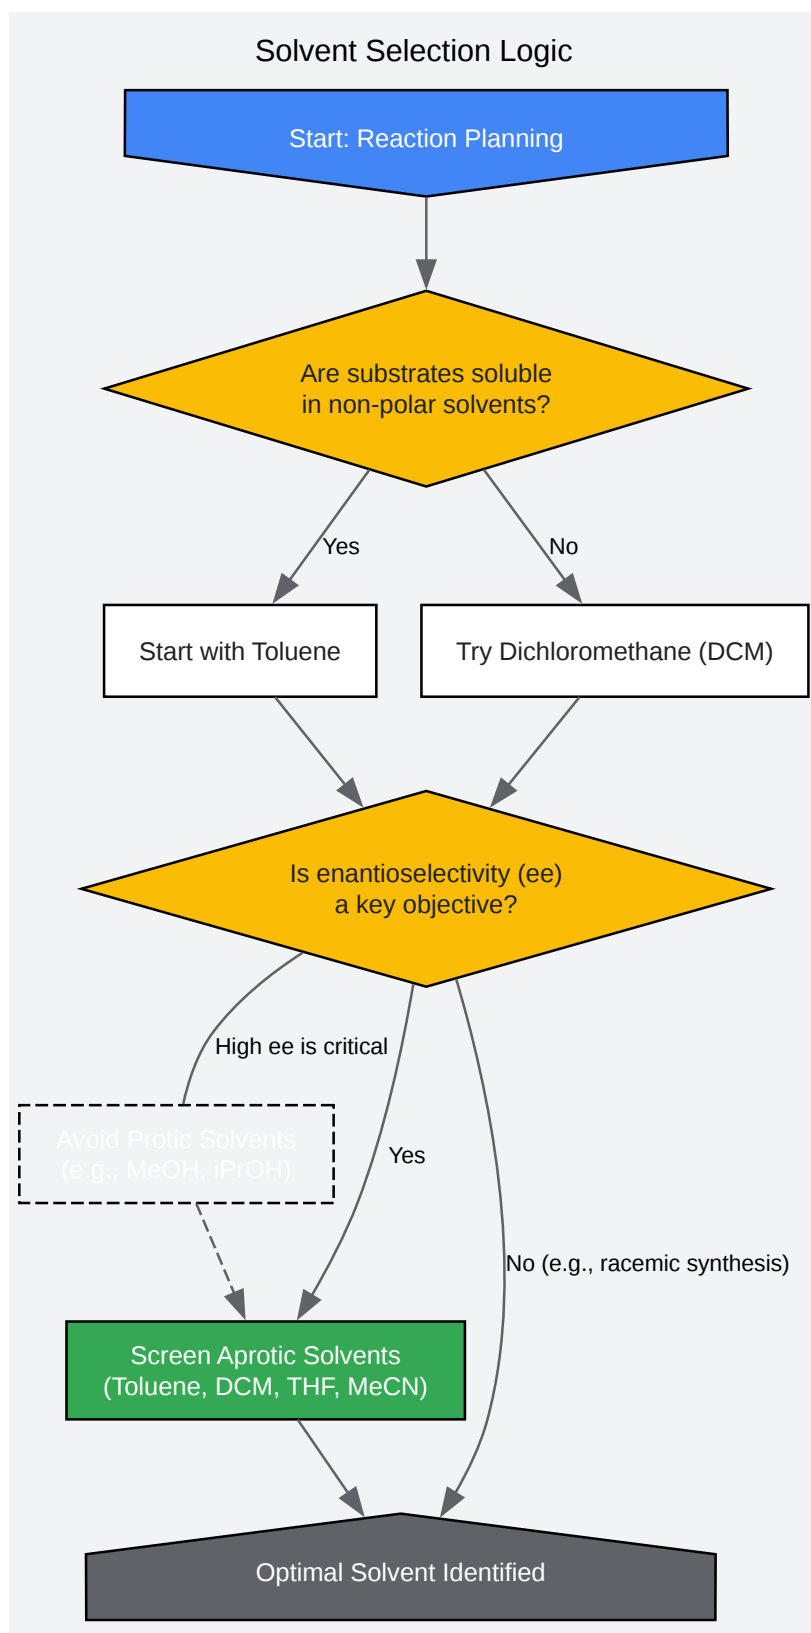 Solvent Selection Logic
Start: Reaction Planning
Are substrates soluble
in non-polar solvents?
Yes
No
Start with Toluene
Try Dichloromethane (DCM)
Is enantioselectivity (ee)
a key objective?
High ee is critical
Avoid Protic Solvents
(e.g., MeOH, iPrOH)
Yes
No (e.g., racemic synthesis)
Screen Aprotic Solvents
(Toluene, DCM, THF, MeCN)
Optimal Solvent Identified